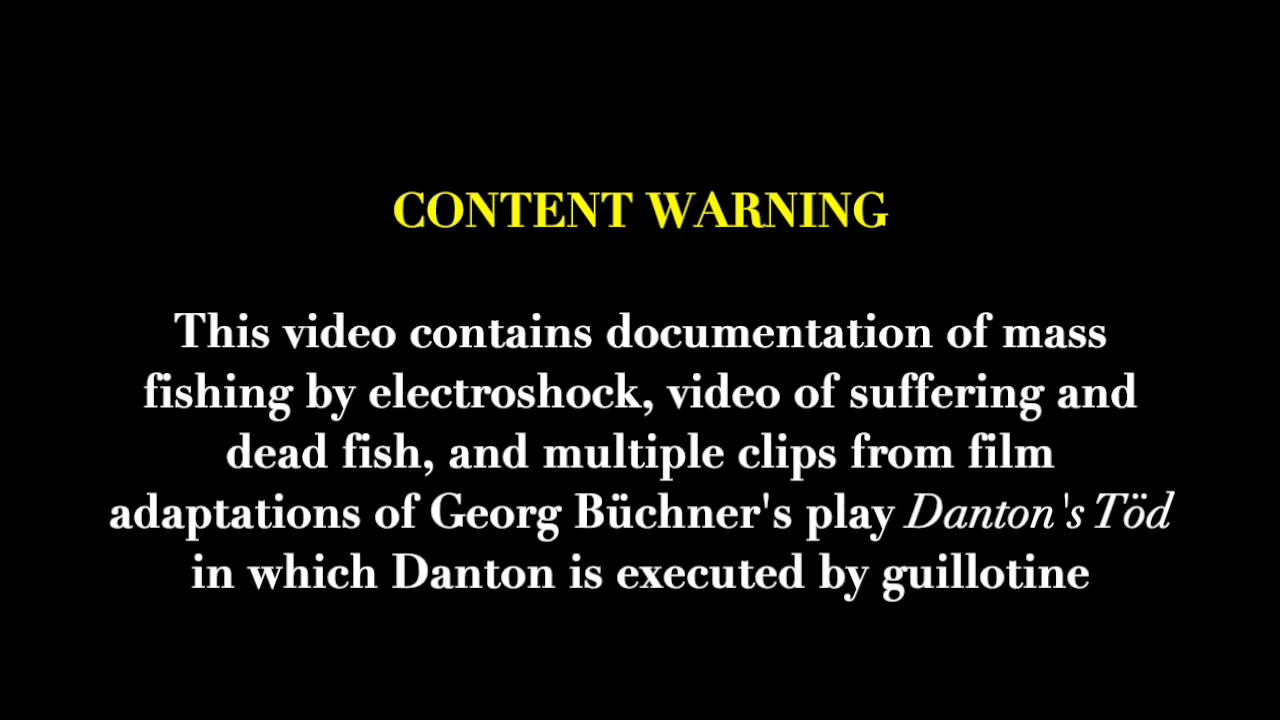 CONTENT WARNING
This video contains documentation of mass
fishing by electroshock, video of suffering and
dead fish, and multiple clips from film
adaptations of Georg Büchner's play Danton's Töd
in which Danton is executed by guillotine